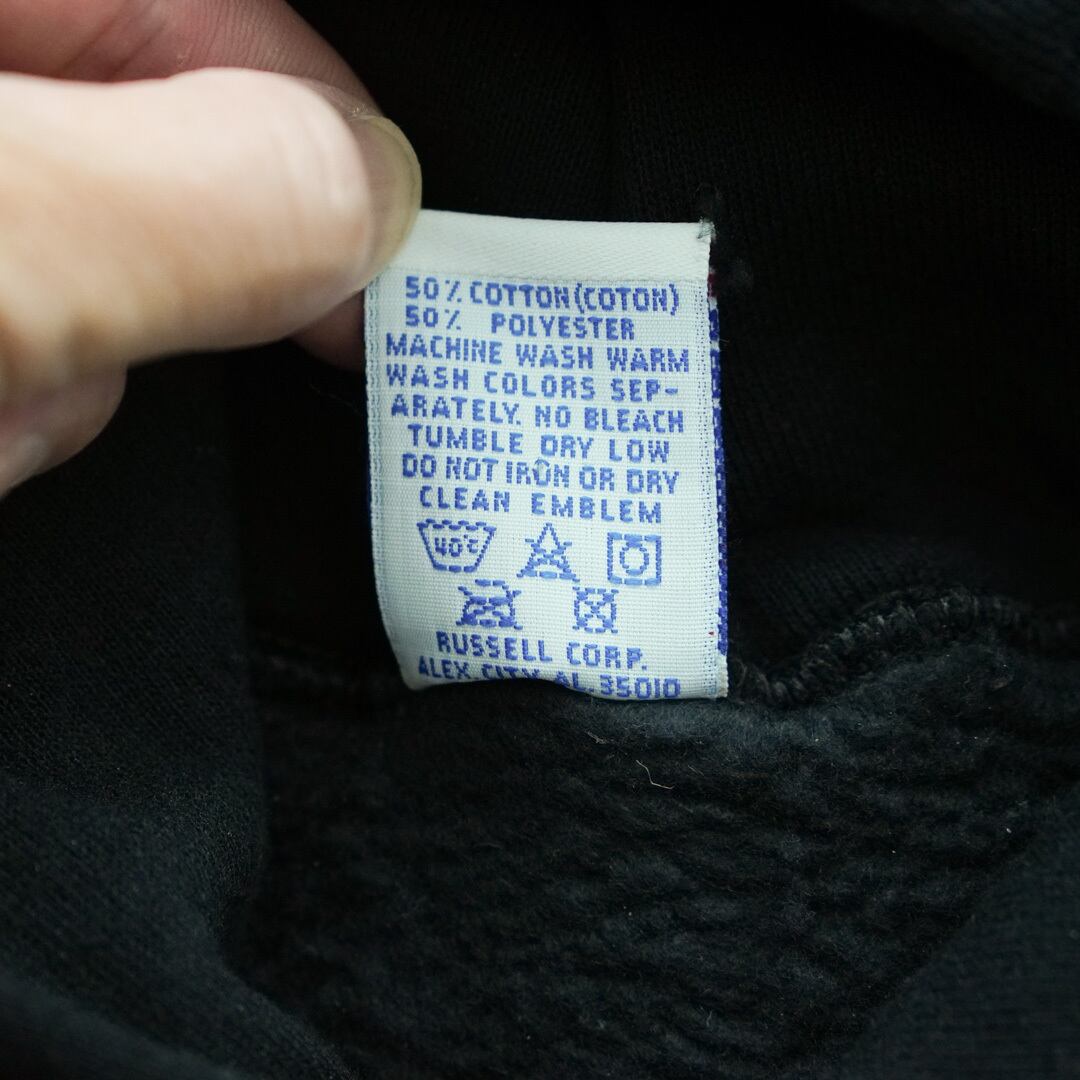 50% COTTON (COTON)
50% POLYESTER
MACHINE WASH WARM
WASH COLORS SEP-
ARATELY. NO BLEACH
TUMBLE DRY LOW
DO NOT IRON OR DRY
CLEAN EMBLEM
40°C
RUSSELL CORP.
ALEX. CITY, AL. 35010